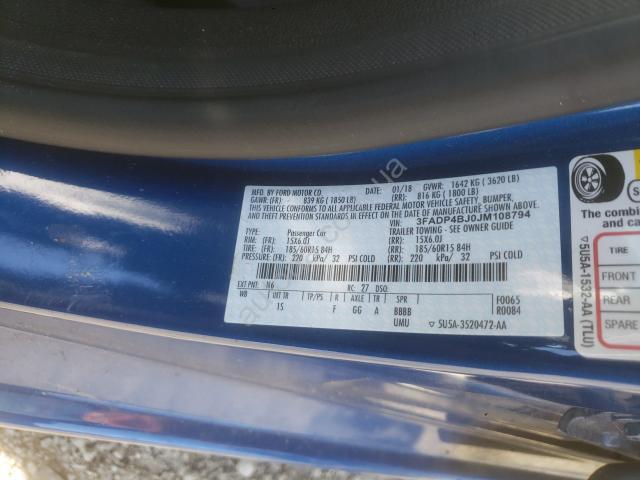 MFD. BY FORD MOTOR CO.
DATE: 01/18 GVWR: 1642 KG ( 3620 LB)
GAWR (FR): 839 KG ( 1850 LB) (RR): 816 KG ( 1800 LB)
THIS VEHICLE CONFORMS TO ALL APPLICABLE FEDERAL MOTOR VEHICLE SAFETY, BUMPER,
AND THEFT PREVENTION STANDARDS IN EFFECT ON THE DATE OF
MANUFACTURE SHOWN ABOVE.
VIN: 3FADP4BJ0JM108794
TYPE: Passenger Car TRAILER TOWING - SEE OWNER GUIDE
RIM: (FR) 15X6.0J (RR): 15X6.0J
TIRE: (FR) 185/60R15 84H (RR): 185/60R15 84H
PRESSURE: (FR) 220 kPa/ 32 PSI COLD (RR): 220 kPa/ 32 PSI COLD
EXT PNT: N6 RC: 27 DSO:
WB INT TR TP/PS R AXLE TR SPR F0065
15 F GG A BBBB R0084
UMU ▽5U5A-3520472-AA
The combined
TIRE
FRONT
REAR
SPARE
▽5U5A-1532-AA (TLU)